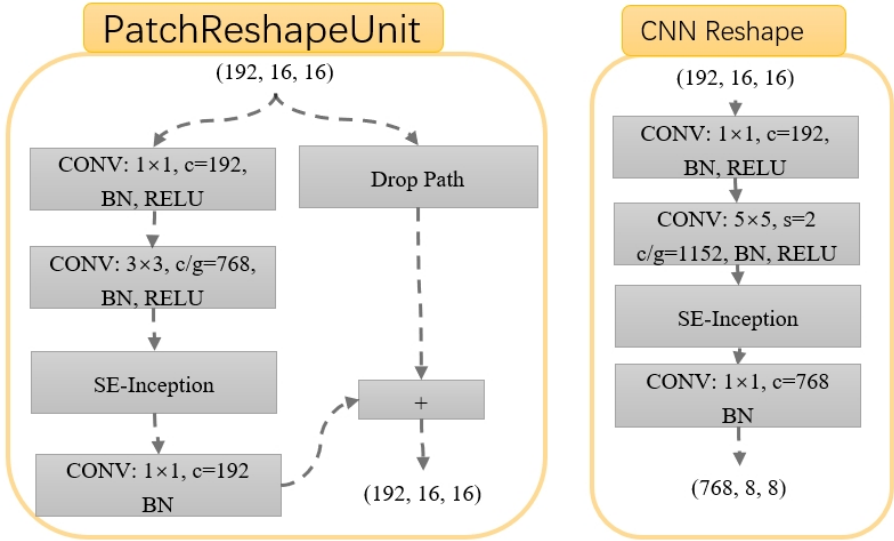 PatchReshapeUnit
(192, 16, 16)
CONV: 1×1, c=192,
BN, RELU
CONV: 3×3, c/g=768,
BN, RELU
SE-Inception
CONV: 1×1, c=192
BN
Drop Path
+
(192, 16, 16)
CNN Reshape
(192, 16, 16)
CONV: 1×1, c=192,
BN, RELU
CONV: 5×5, s=2
c/g=1152, BN, RELU
SE-Inception
CONV: 1×1, c=768
BN
(768, 8, 8)